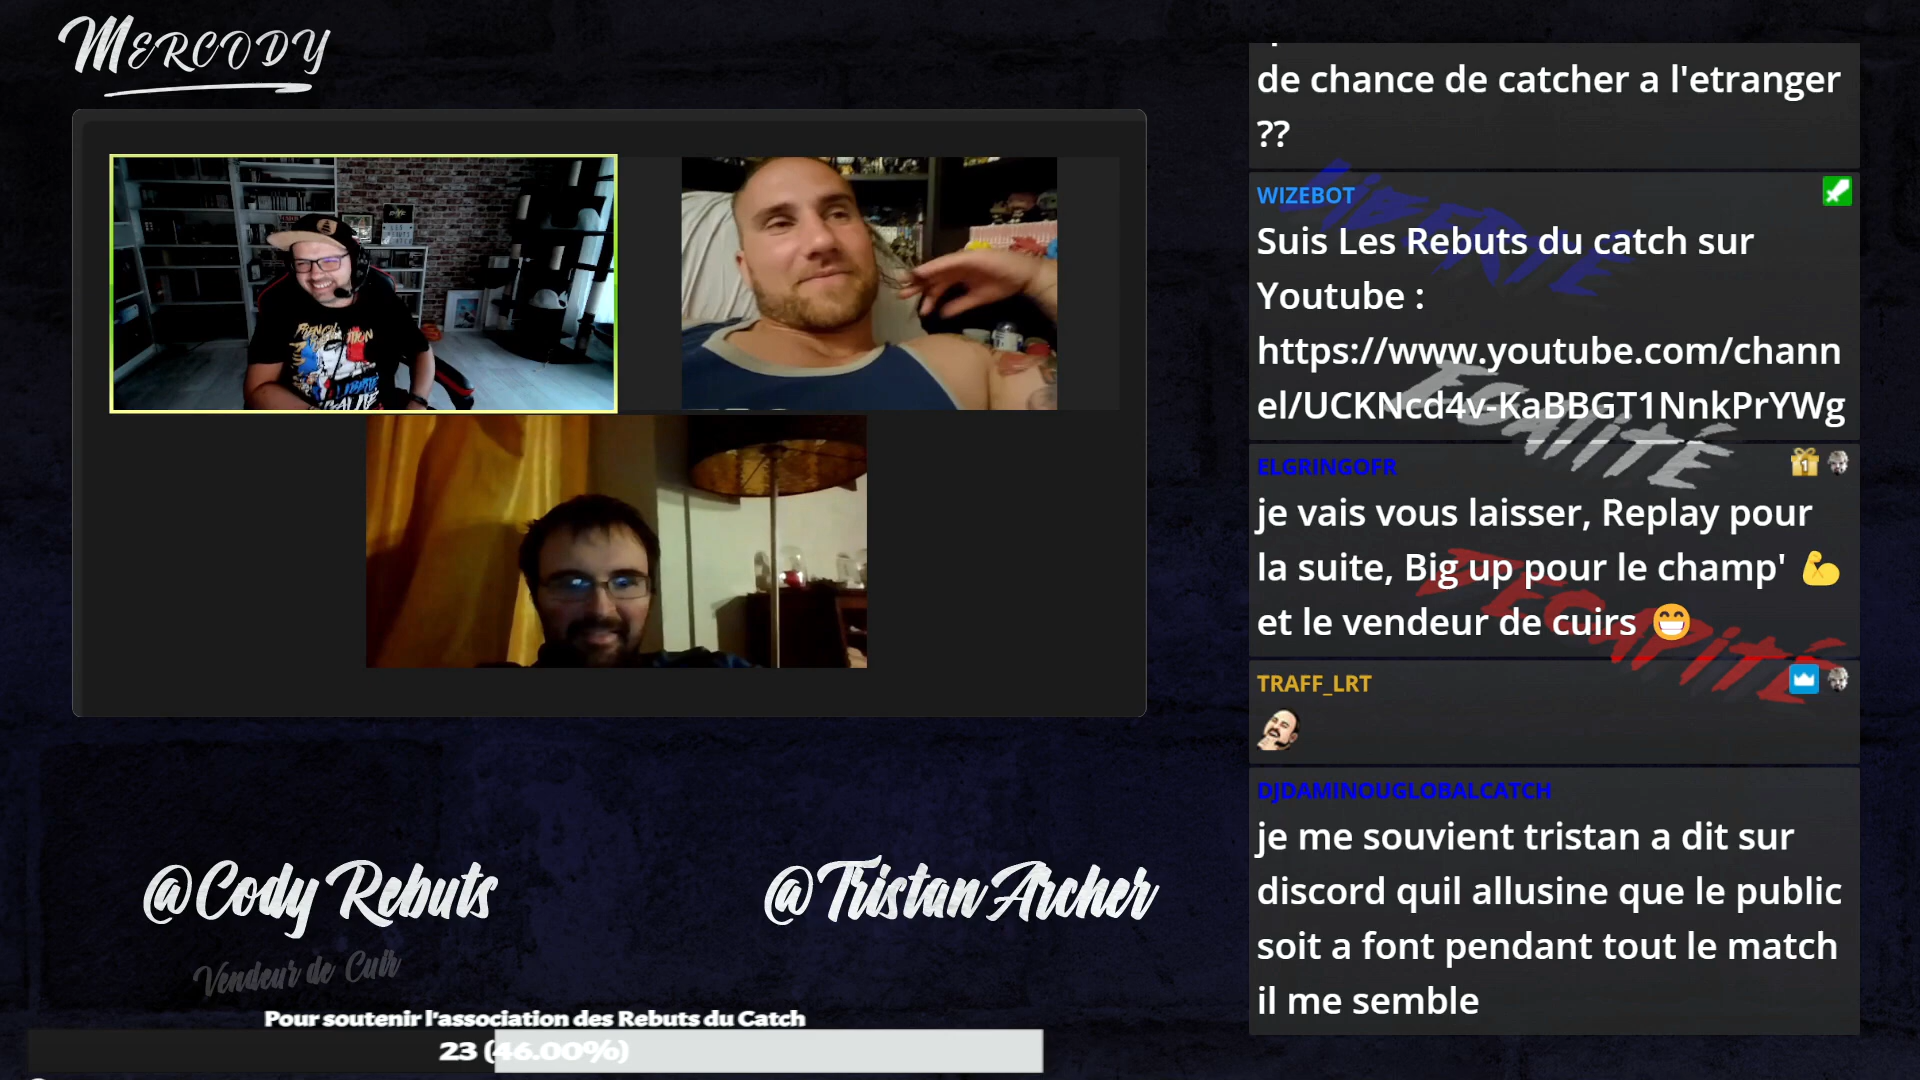 MERCODY
@Cody Rebuts
@Tristan Archer
Vendeur de Cuir
Pour soutenir l'association des Rebuts du Catch
23 (46.00%)
de chance de catcher a l'etranger
??
WIZEBOT
Suis Les Rebuts du catch sur
Youtube :
https://www.youtube.com/chann
el/UCKNcd4v-KaBBGT1NnkPrYWg
ELGRINGOFR
je vais vous laisser, Replay pour
la suite, Big up pour le champ' 💪
et le vendeur de cuirs 😁
TRAFF_LRT
DJDAMINOUGLOBALCATCH
je me souvient tristan a dit sur
discord quil allusine que le public
soit a font pendant tout le match
il me semble
LIBERTÉ
ÉGALITÉ
DÉCAPITÉ